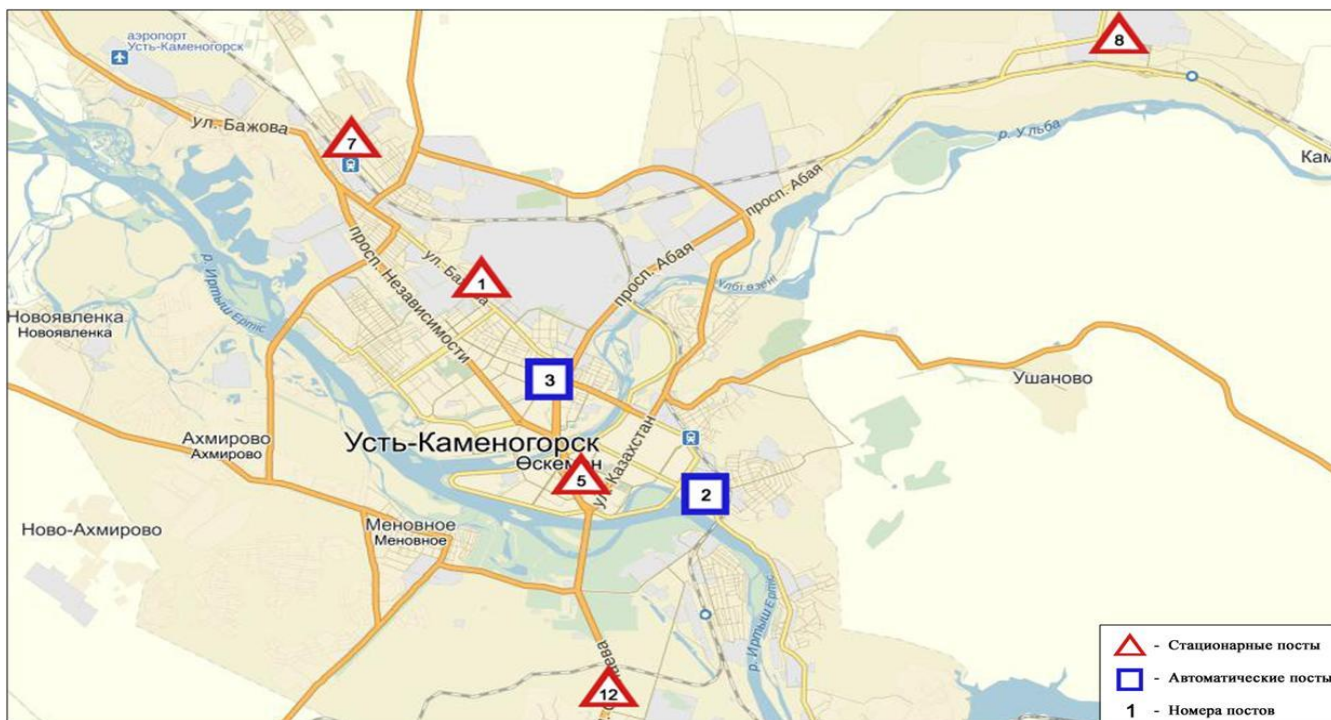 аэропорт
Усть-Каменогорск
8
ул. Бажова
7
р. Ульба
Кам
просп. Абая
просп. Независимости
ул. Ба
1
просп. Абая
Улбі өзені
р. Иртыш Ертіс
Новоявленка
Новоявленка
3
Ушаново
Ахмирово
Ахмирово
Усть-Каменогорск
Өскемен
5
ул. Казахстан
2
Ново-Ахмирово
Меновное
Меновное
р. Иртыш Ертіс
12
- Стационарные посты
- Автоматические посты
1 - Номера постов